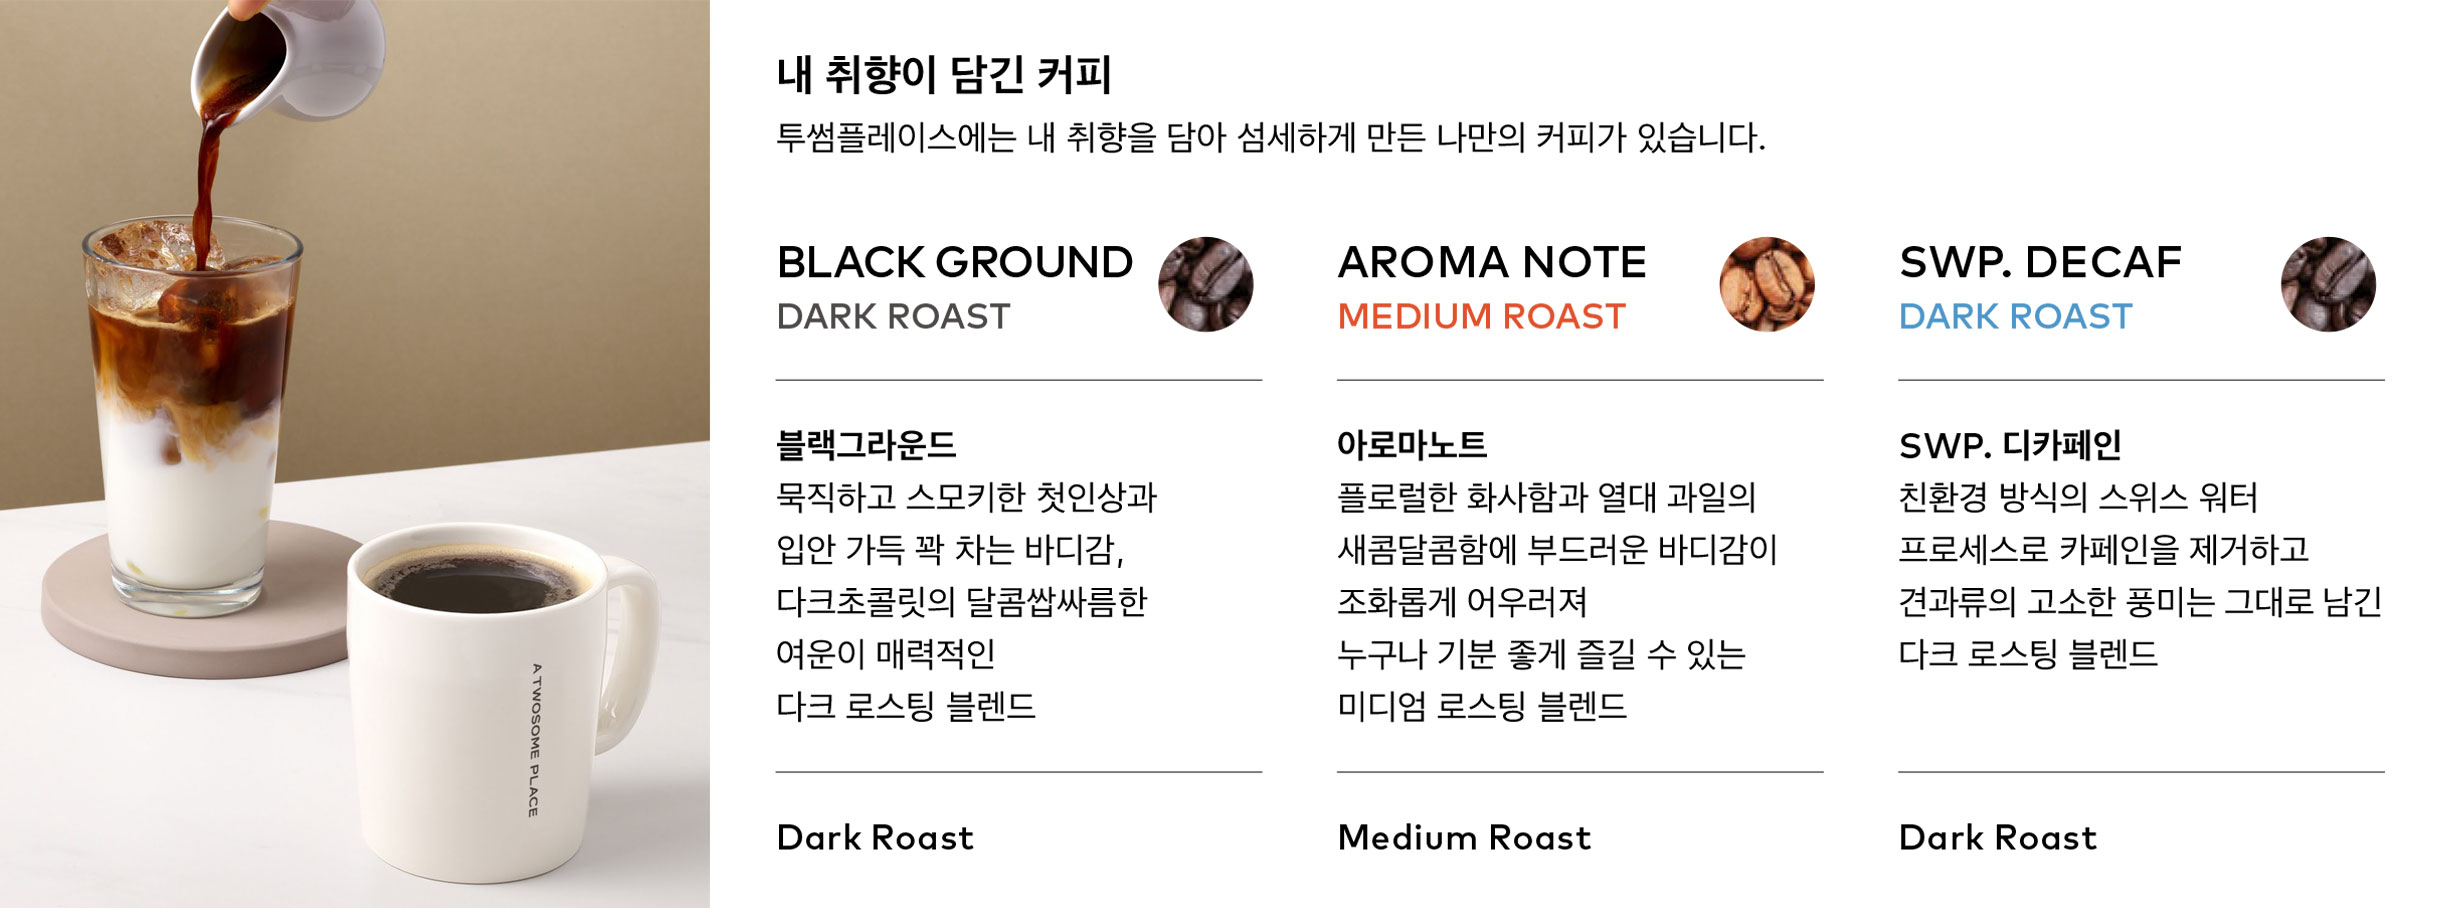 내 취향이 담긴 커피
투썸플레이스에는 내 취향을 담아 섬세하게 만든 나만의 커피가 있습니다.
BLACK GROUND
DARK ROAST
블랙그라운드
묵직하고 스모키한 첫인상과
입안 가득 꽉 차는 바디감,
다크초콜릿의 달콤쌉싸름한
여운이 매력적인
다크 로스팅 블렌드
Dark Roast
AROMA NOTE
MEDIUM ROAST
아로마노트
플로럴한 화사함과 열대 과일의
새콤달콤함에 부드러운 바디감이
조화롭게 어우러져
누구나 기분 좋게 즐길 수 있는
미디엄 로스팅 블렌드
Medium Roast
SWP. DECAF
DARK ROAST
SWP. 디카페인
친환경 방식의 스위스 워터
프로세스로 카페인을 제거하고
견과류의 고소한 풍미는 그대로 남긴
다크 로스팅 블렌드
Dark Roast
A TWOSOME PLACE